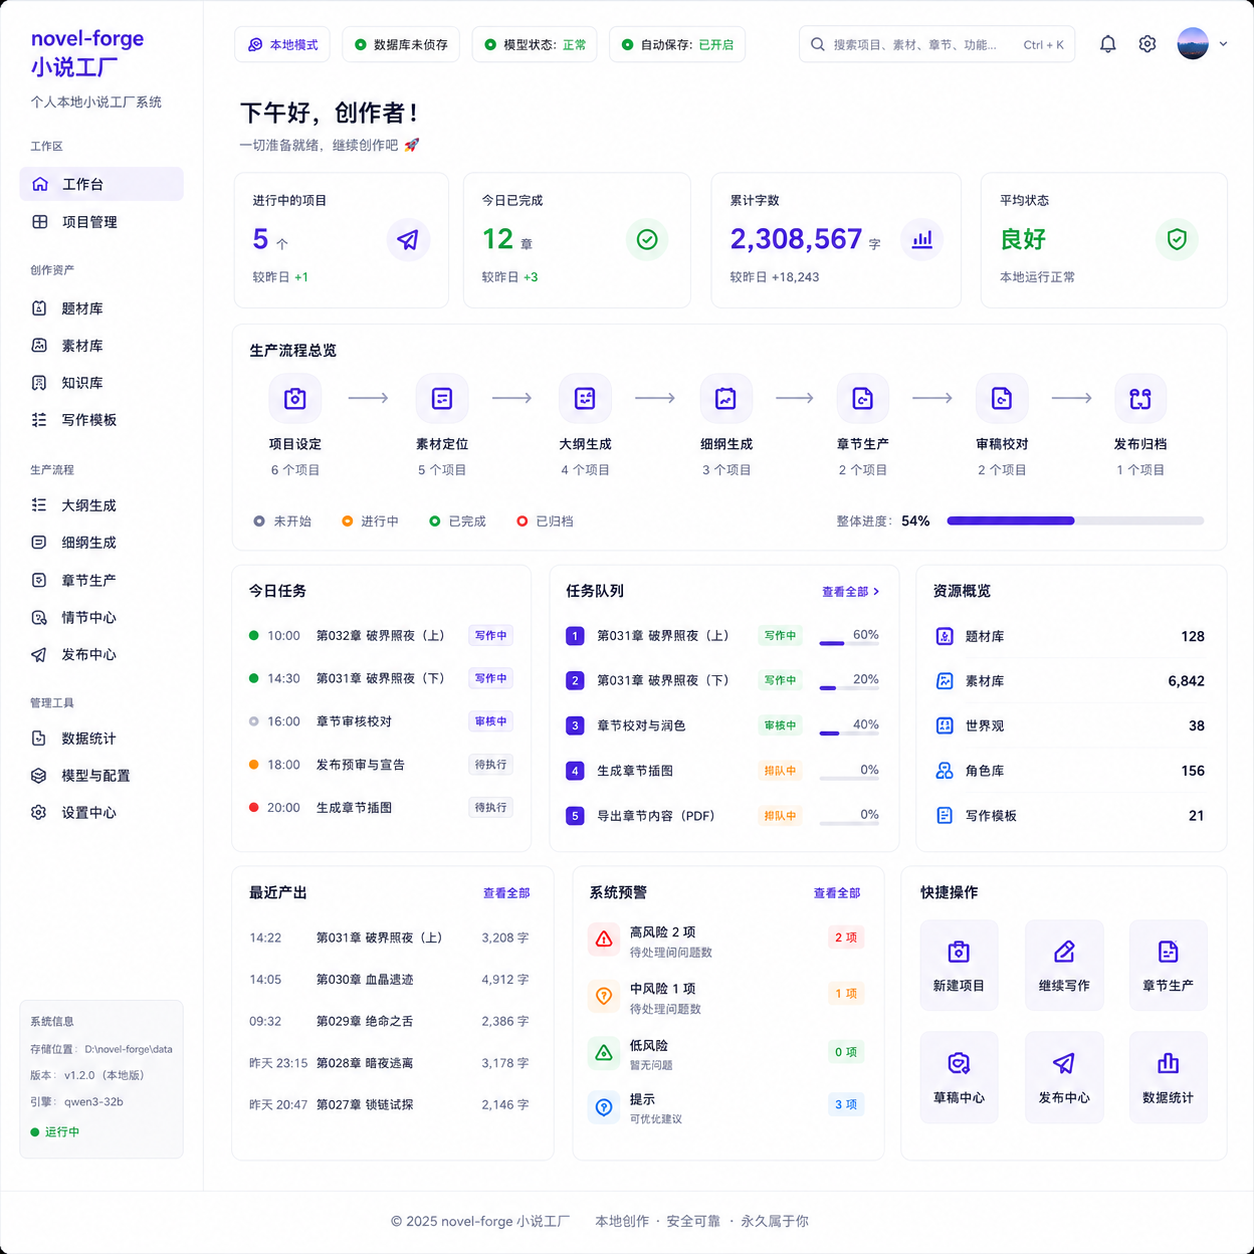 novel-forge
小说工厂
个人本地小说工厂系统
工作区
工作台
项目管理
创作资产
题材库
素材库
知识库
写作模板
生产流程
大纲生成
细纲生成
章节生产
情节中心
发布中心
管理工具
数据统计
模型与配置
设置中心
系统信息
存储位置： D:\novel-forge\data
版本： v1.2.0（本地版）
引擎： qwen3-32b
运行中
本地模式
数据库未侦存
模型状态: 正常
自动保存: 已开启
搜索项目、素材、章节、功能... Ctrl + K
下午好，创作者！
一切准备就绪，继续创作吧 🚀
进行中的项目
5 个
较昨日 +1
今日已完成
12 章
较昨日 +3
累计字数
2,308,567 字
较昨日 +18,243
平均状态
良好
本地运行正常
生产流程总览
项目设定
6 个项目
素材定位
5 个项目
大纲生成
4 个项目
细纲生成
3 个项目
章节生产
2 个项目
审稿校对
2 个项目
发布归档
1 个项目
未开始 进行中 已完成 已归档
整体进度: 54%
今日任务
10:00 第032章 破界照夜（上） 写作中
14:30 第031章 破界照夜（下） 写作中
16:00 章节审核校对 审核中
18:00 发布预审与宣告 待执行
20:00 生成章节插图 待执行
任务队列 查看全部 >
1 第031章 破界照夜（上） 写作中 60%
2 第031章 破界照夜（下） 写作中 20%
3 章节校对与润色 审核中 40%
4 生成章节插图 排队中 0%
5 导出章节内容（PDF） 排队中 0%
资源概览
题材库 128
素材库 6,842
世界观 38
角色库 156
写作模板 21
最近产出 查看全部
14:22 第031章 破界照夜（上） 3,208 字
14:05 第030章 血晶遗迹 4,912 字
09:32 第029章 绝命之舌 2,386 字
昨天 23:15 第028章 暗夜逃离 3,178 字
昨天 20:47 第027章 锁链试探 2,146 字
系统预警 查看全部
高风险 2 项 2 项
待处理间问题数
中风险 1 项 1 项
待处理问题数
低风险 0 项
暂无问题
提示 3 项
可优化建议
快捷操作
新建项目
继续写作
章节生产
草稿中心
发布中心
数据统计
© 2025 novel-forge 小说工厂 本地创作 · 安全可靠 · 永久属于你